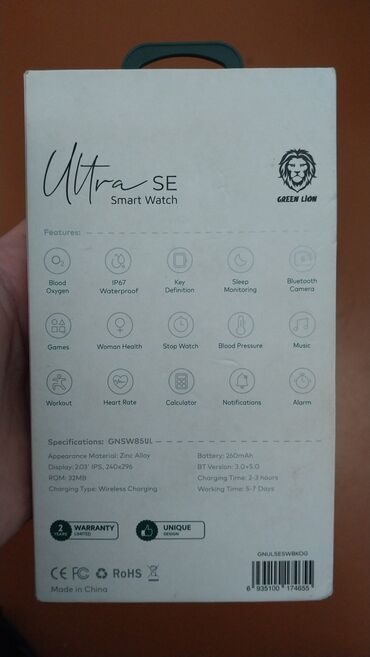 Ultra SE
Smart Watch
GREEN LION
Features:
O2
Blood Oxygen
IP67 Waterproof
Key Definition
Sleep Monitoring
Bluetooth Camera
Games
Woman Health
Stop Watch
Blood Pressure
Music
Workout
Heart Rate
Calculator
Notifications
Alarm
Specifications: GNSW85UL
Appearance Material: Zinc Alloy
Display: 2.03' IPS, 240x296
ROM: 32MB
Charging Type: Wireless Charging
Battery: 260mAh
BT Version: 3.0+5.0
Charging Time: 2-3 hours
Working Time: 5-7 Days
2 YEARS
WARRANTY
LIMITED
UNIQUE
DESIGN
CE FC RoHS
Made in China
GNULSESWBKOG
6 935100 174655